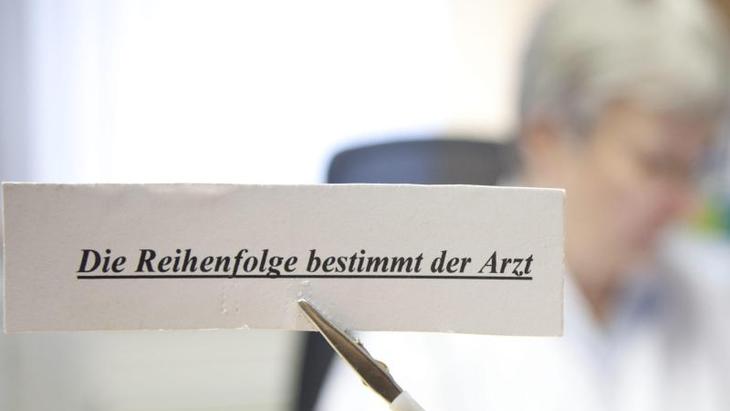 Die Reihenfolge bestimmt der Arzt